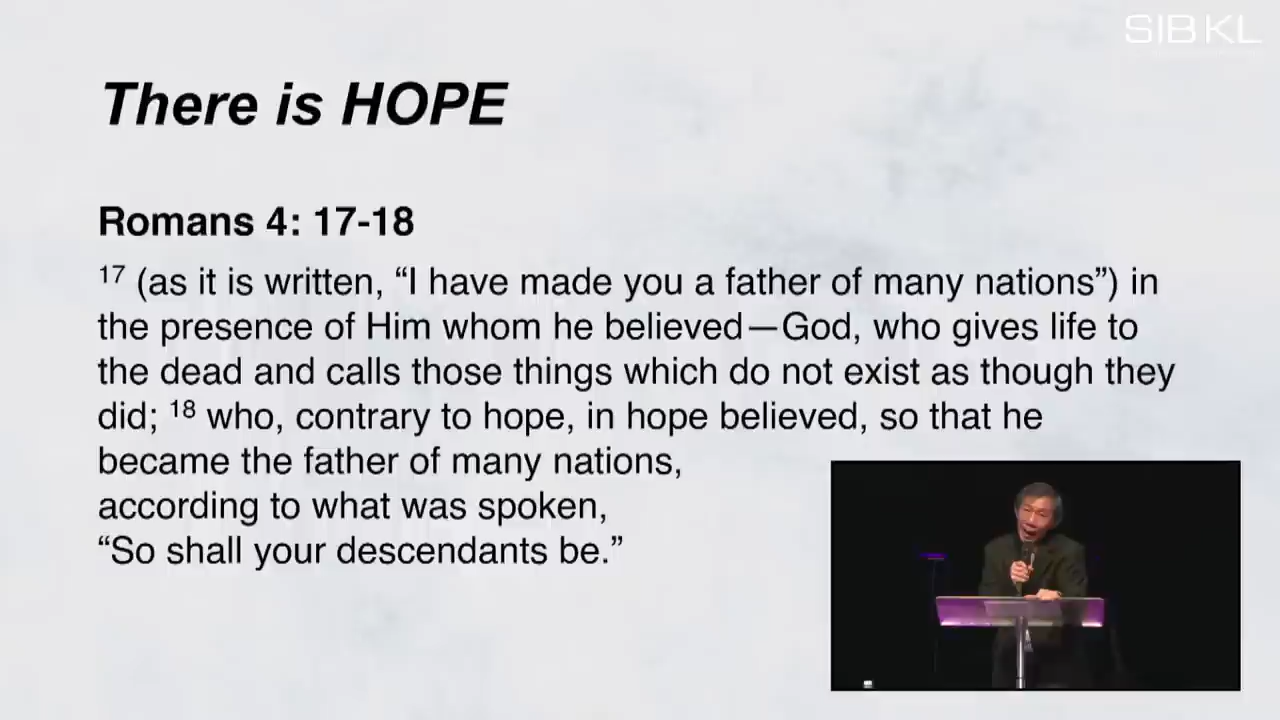 SIBKL
There is HOPE
Romans 4: 17-18
17 (as it is written, “I have made you a father of many nations”) in
the presence of Him whom he believed—God, who gives life to
the dead and calls those things which do not exist as though they
did; 18 who, contrary to hope, in hope believed, so that he
became the father of many nations,
according to what was spoken,
“So shall your descendants be.”